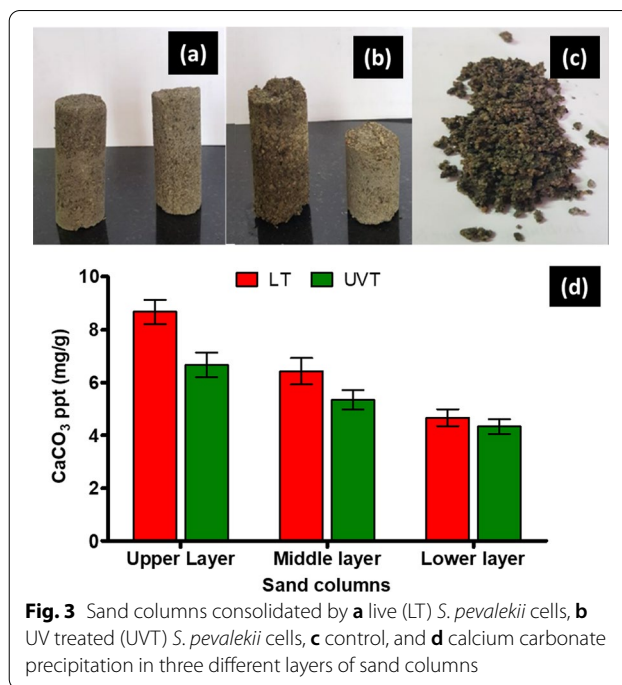 (a)
(b)
(c)
(d)
LT
UVT
10
8
6
4
2
0
CaCO3 ppt (mg/g)
Upper Layer Middle layer Lower layer
Sand columns
Fig. 3 Sand columns consolidated by a live (LT) S. pevalekii cells, b
UV treated (UVT) S. pevalekii cells, c control, and d calcium carbonate
precipitation in three different layers of sand columns